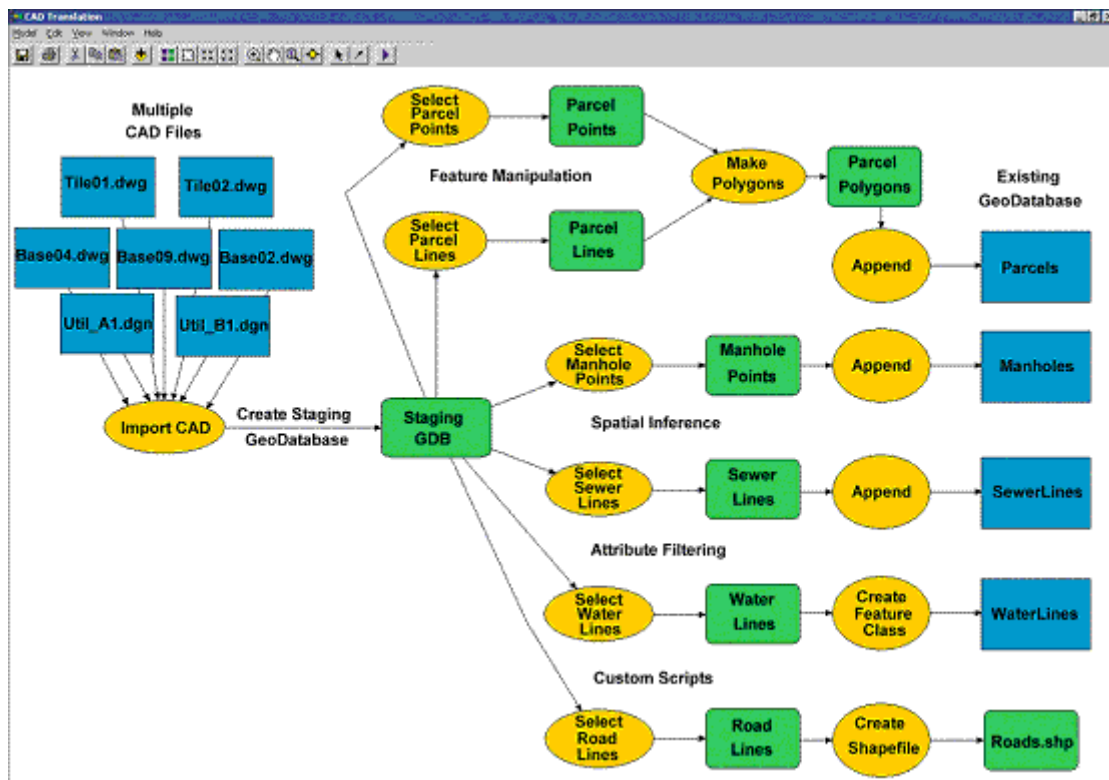 CAD Translation
Model Edit View Window Help
Multiple
CAD Files
Tile01.dwg
Tile02.dwg
Base04.dwg
Base09.dwg
Base02.dwg
Util_A1.dgn
Util_B1.dgn
Import CAD
Create Staging
GeoDatabase
Staging
GDB
Select
Parcel
Points
Parcel
Points
Feature Manipulation
Select
Parcel
Lines
Parcel
Lines
Make
Polygons
Parcel
Polygons
Existing
GeoDatabase
Append
Parcels
Select
Manhole
Points
Manhole
Points
Append
Manholes
Spatial Inference
Select
Sewer
Lines
Sewer
Lines
Append
SewerLines
Attribute Filtering
Select
Water
Lines
Water
Lines
Create
Feature
Class
WaterLines
Custom Scripts
Select
Road
Lines
Road
Lines
Create
Shapefile
Roads.shp